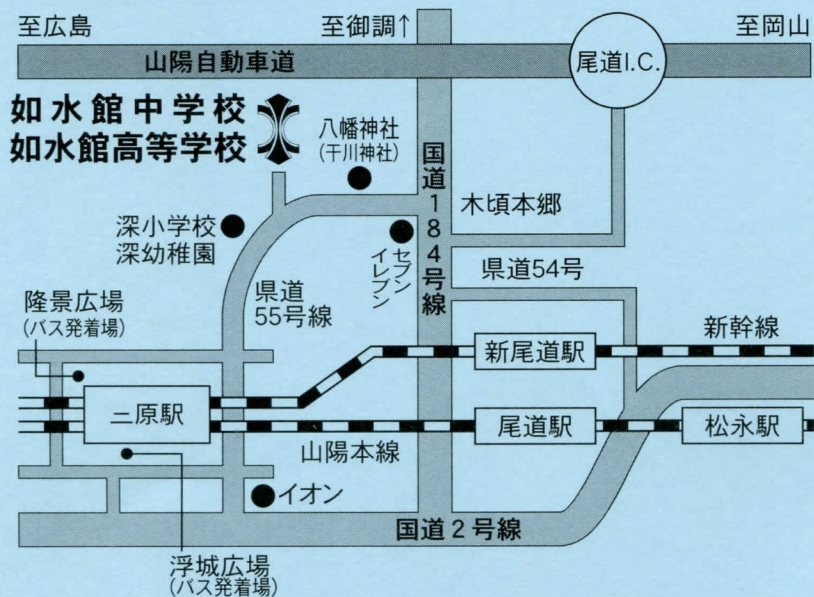 至広島
至御調↑
至岡山
山陽自動車道
尾道I.C.
如水館中学校
如水館高等学校
八幡神社
(干川神社)
国道184号線
木頃本郷
深小学校
深幼稚園
セブン
イレブン
県道54号
県道
55号線
隆景広場
(バス発着場)
新幹線
新尾道駅
三原駅
尾道駅
松永駅
山陽本線
イオン
国道2号線
浮城広場
(バス発着場)